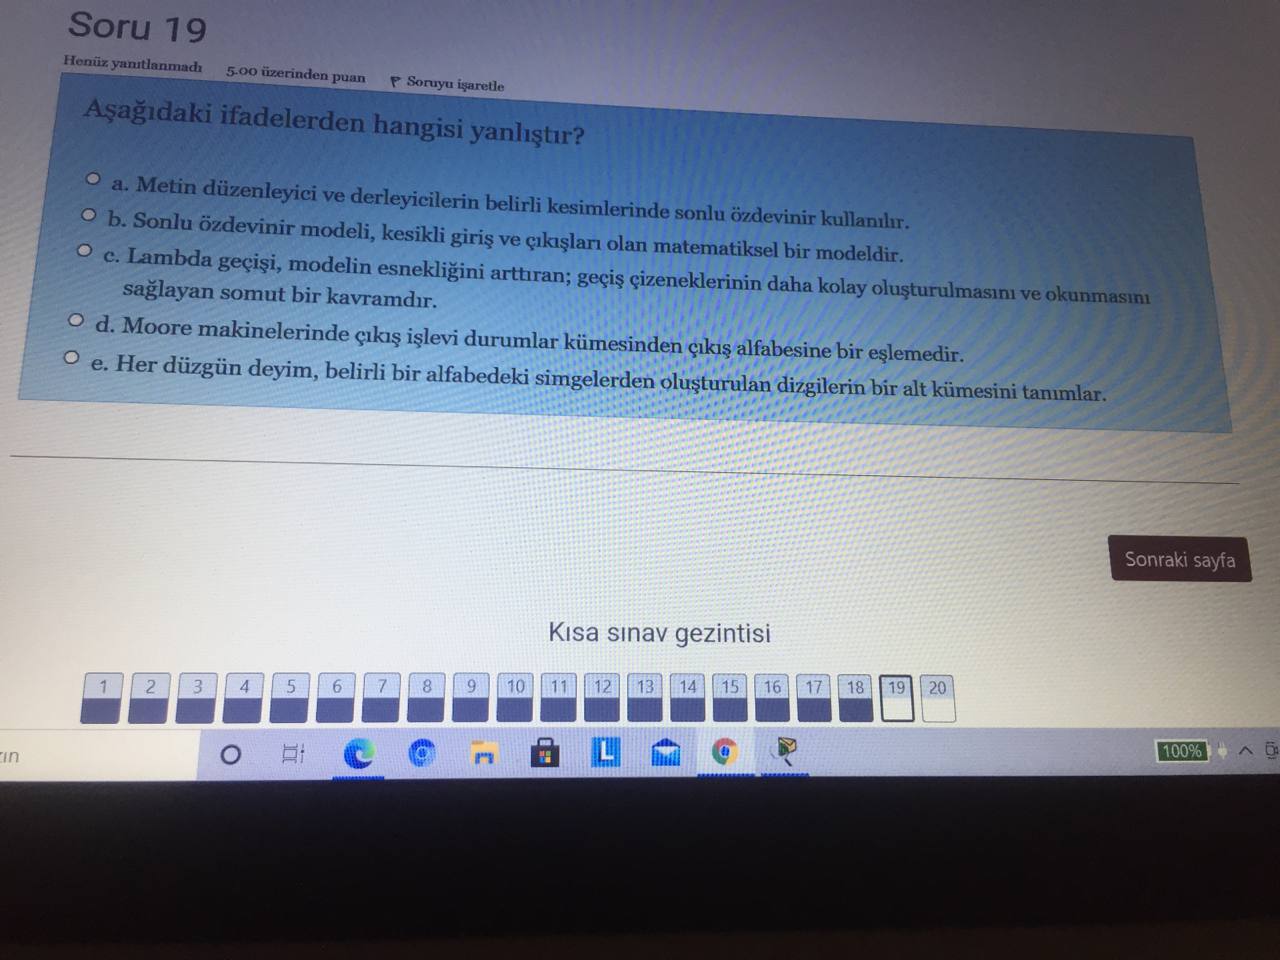 Soru 19
Henüz yanıtlanmadı 5.00 üzerinden puan Soruyu işaretle
Aşağıdaki ifadelerden hangisi yanlıştır?
a. Metin düzenleyici ve derleyicilerin belirli kesimlerinde sonlu özdevinir kullanılır.
b. Sonlu özdevinir modeli, kesikli giriş ve çıkışları olan matematiksel bir modeldir.
c. Lambda geçişi, modelin esnekliğini arttıran; geçiş çizeneklerinin daha kolay oluşturulmasını ve okunmasını
sağlayan somut bir kavramdır.
d. Moore makinelerinde çıkış işlevi durumlar kümesinden çıkış alfabesine bir eşlemedir.
e. Her düzgün deyim, belirli bir alfabedeki simgelerden oluşturulan dizgilerin bir alt kümesini tanımlar.
Sonraki sayfa
Kısa sınav gezintisi
1 2 3 4 5 6 7 8 9 10 11 12 13 14 15 16 17 18 19 20
L 100%